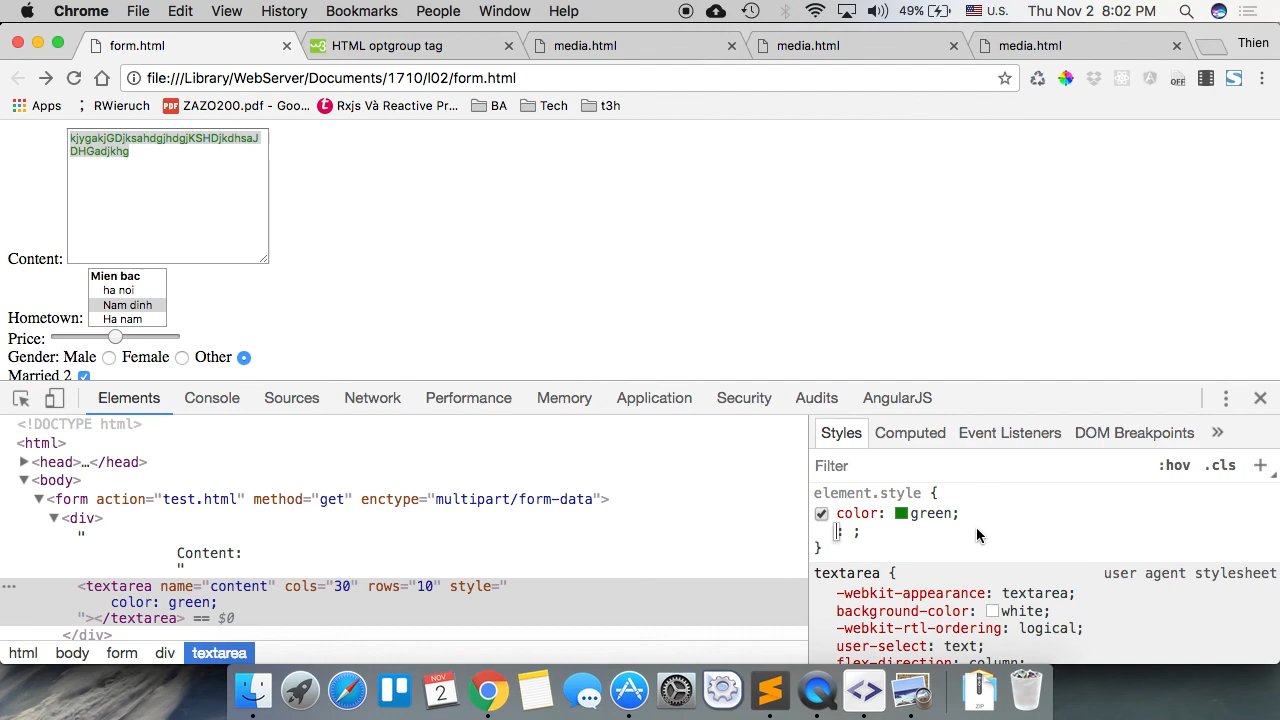 Chrome File Edit View History Bookmarks People Window Help 49% U.S. Thu Nov 2 8:02 PM
form.html HTML optgroup tag media.html media.html media.html Thien
file:///Library/WebServer/Documents/1710/l02/form.html
Apps RWieruch PDF ZAZO200.pdf - Goo... Rxjs Và Reactive Pr... BA Tech t3h
kjygakjGDjksahdgjhdgjKSHDjkdhsaJ
DHGadjkhg
Content:
Mien bac
ha noi
Nam dinh
Hometown: Ha nam
Price:
Gender: Male Female Other
Married 2
Elements Console Sources Network Performance Memory Application Security Audits AngularJS
<!DOCTYPE html>
<html>
<head>…</head>
<body>
<form action="test.html" method="get" enctype="multipart/form-data">
<div>
"
Content:
"
<textarea name="content" cols="30" rows="10" style="
color: green;
"></textarea> == $0
</div>
html body form div textarea
Styles Computed Event Listeners DOM Breakpoints »
Filter :hov .cls +
element.style {
color: green;
: ;
}
textarea { user agent stylesheet
-webkit-appearance: textarea;
background-color: white;
-webkit-rtl-ordering: logical;
user-select: text;
flex-direction: column;
NOV
2
ZIP